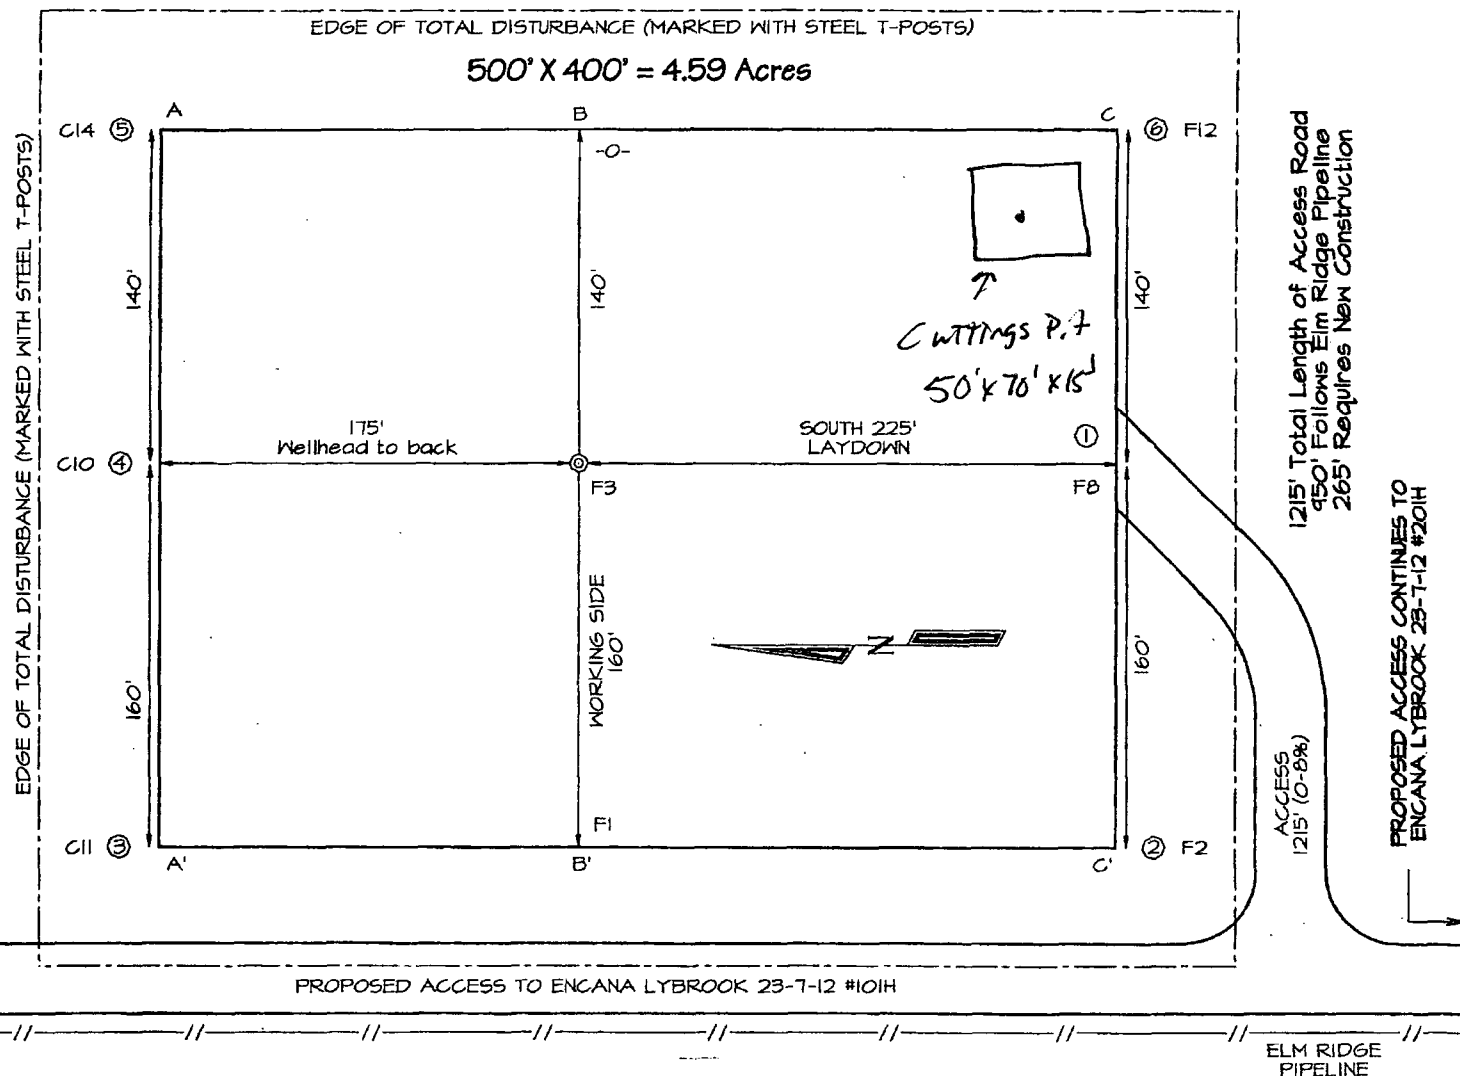 EDGE OF TOTAL DISTURBANCE (MARKED WITH STEEL T-POSTS)
500' X 400' = 4.59 Acres
A
B
C
C14 5
6 F12
-0-
EDGE OF TOTAL DISTURBANCE (MARKED WITH STEEL T-POSTS)
140'
140'
140'
Cuttings Pit
50' x 70' x 15'
1215' Total Length of Access Road
950' Follows Elm Ridge Pipeline
265' Requires New Construction
175'
Wellhead to back
SOUTH 225'
LAYDOWN
1
C10 4
F3
F8
PROPOSED ACCESS CONTINUES TO
ENCANA LYBROOK 23-7-12 #201H
160'
WORKING SIDE
160'
N
160'
ACCESS
1215' (0-8%)
F1
C11 3
2 F2
A'
B'
C'
PROPOSED ACCESS TO ENCANA LYBROOK 23-7-12 #101H
ELM RIDGE
PIPELINE